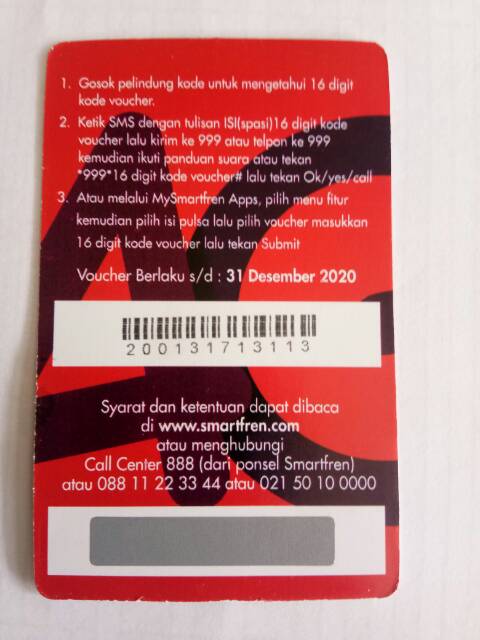 1. Gosok pelindung kode untuk mengetahui 16 digit
kode voucher.
2. Ketik SMS dengan tulisan ISI(spasi)16 digit kode
voucher lalu kirim ke 999 atau telpon ke 999
kemudian ikuti panduan suara atau tekan
*999*16 digit kode voucher# lalu tekan Ok/yes/call
3. Atau melalui MySmartfren Apps, pilih menu fitur
kemudian pilih isi pulsa lalu pilih voucher masukkan
16 digit kode voucher lalu tekan Submit
Voucher Berlaku s/d : 31 Desember 2020
200131713113
Syarat dan ketentuan dapat dibaca
di www.smartfren.com
atau menghubungi
Call Center 888 (dari ponsel Smartfren)
atau 088 11 22 33 44 atau 021 50 10 0000